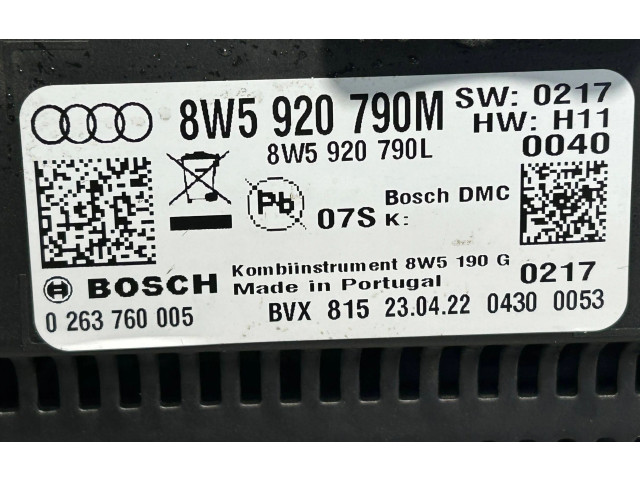 8W5 920 790M SW: 0217
HW: H11
8W5 920 790L 0040
Pb 07S Bosch DMC
K:
BOSCH Kombiinstrument 8W5 190 G 0217
Made in Portugal
0 263 760 005 BVX 815 23.04.22 0430 0053